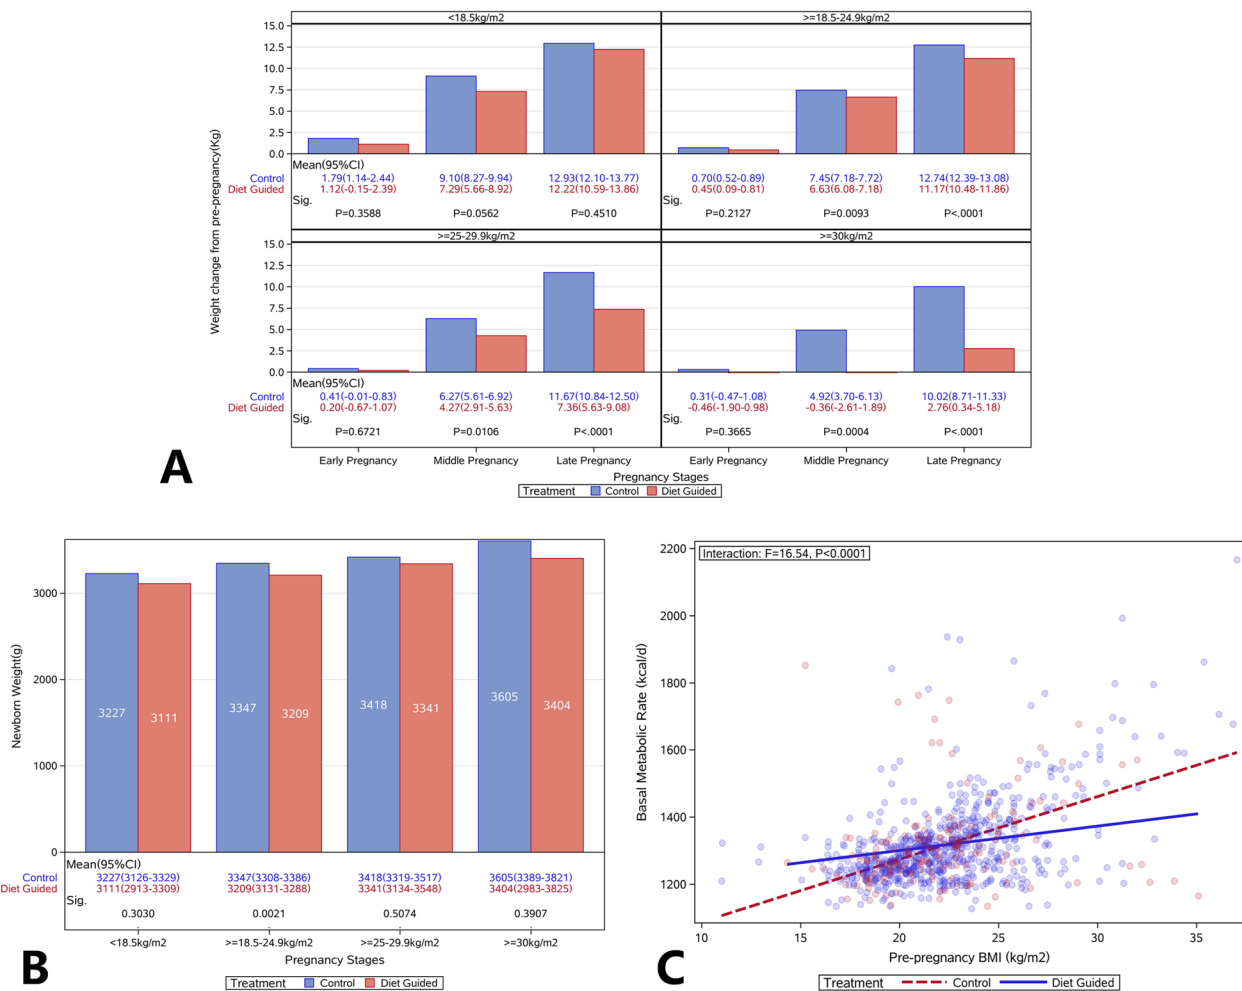 <18.5kg/m2
>=18.5-24.9kg/m2
Weight change from pre-pregnancy(Kg)
15.0
12.5
10.0
7.5
5.0
2.5
0.0
Mean(95%CI)
Control 1.79(1.14-2.44) 9.10(8.27-9.94) 12.93(12.10-13.77) 0.70(0.52-0.89) 7.45(7.18-7.72) 12.74(12.39-13.08)
Diet Guided 1.12(-0.15-2.39) 7.29(5.66-8.92) 12.22(10.59-13.86) 0.45(0.09-0.81) 6.63(6.08-7.18) 11.17(10.48-11.86)
Sig. Sig.
P=0.3588 P=0.0562 P=0.4510 P=0.2127 P=0.0093 P<.0001
>=25-29.9kg/m2
>=30kg/m2
15.0
12.5
10.0
7.5
5.0
2.5
0.0
Mean(95%CI)
Control 0.41(-0.01-0.83) 6.27(5.61-6.92) 11.67(10.84-12.50) 0.31(-0.47-1.08) 4.92(3.70-6.13) 10.02(8.71-11.33)
Diet Guided 0.20(-0.67-1.07) 4.27(2.91-5.63) 7.36(5.63-9.08) -0.46(-1.90-0.98) -0.36(-2.61-1.89) 2.76(0.34-5.18)
Sig. Sig.
P=0.6721 P=0.0106 P<.0001 P=0.3665 P=0.0004 P<.0001
Early Pregnancy Middle Pregnancy Late Pregnancy Early Pregnancy Middle Pregnancy Late Pregnancy
Pregnancy Stages
Treatment Control Diet Guided
A
Newborn Weight(g)
3000
2000
1000
0
3227 3111 3347 3209 3418 3341 3605 3404
Mean(95%CI)
Control 3227(3126-3329) 3347(3308-3386) 3418(3319-3517) 3605(3389-3821)
Diet Guided 3111(2913-3309) 3209(3131-3288) 3341(3134-3548) 3404(2983-3825)
Sig.
0.3030 0.0021 0.5074 0.3907
<18.5kg/m2 >=18.5-24.9kg/m2 >=25-29.9kg/m2 >=30kg/m2
Pregnancy Stages
Treatment Control Diet Guided
B
Interaction: F=16.54, P<0.0001
Basal Metabolic Rate (kcal/d)
2200
2000
1800
1600
1400
1200
10 15 20 25 30 35
Pre-pregnancy BMI (kg/m2)
Treatment Control Diet Guided
C